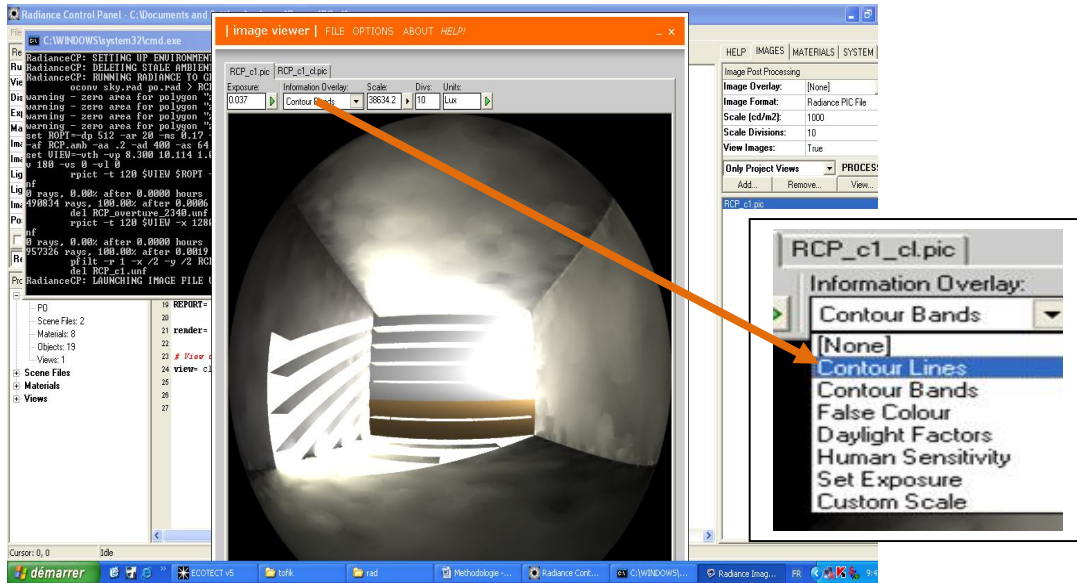 Radiance Control Panel - C:\Documents and
C:\WINDOWS\system32\cmd.exe
RadianceCP: SETTING UP ENVIRONMENT
RadianceCP: DELETING STALE AMBIENT
RadianceCP: RUNNING RADIANCE TO
oconv sky.rad po.rad >
warning - zero area for polygon
warning - zero area for polygon
warning - zero area for polygon
warning - zero area for polygon
set ROPT=-dp 512 -ar 20 -ms 0.17
-af RCP.amb -aa .2 -ad 400 -as 64
set VIEW=-vth -vp 8.300 10.114
v 180 -vs 0 -vl 0
rpict -t 120 $VIEW $ROPT
nf
0 rays, 0.00% after 0.0000 hours
490834 rays, 100.00% after 0.0006
del RCP_overture_2340.unf
rpict -t 120 $VIEW -x
nf
0 rays, 0.00% after 0.0000 hours
957326 rays, 100.00% after 0.0019
pfilt -r 1 -x /2 -y /2
del RCP_c1.unf
RadianceCP: LAUNCHING IMAGE FILE
PO
Scene Files: 2
Materials: 8
Objects: 19
Views: 1
Scene Files
Materials
Views
19 REPORT=
20
21 render=
22
23 # View
24 view=
25
26
27
Cursor: 0, 0 Idle
| image viewer | FILE OPTIONS ABOUT HELP!
RCP_c1.pic RCP_c1_cl.pic
Exposure: Information Overlay: Scale: Divs: Units:
0.037 Contour Bands 38634.2 10 Lux
HELP IMAGES MATERIALS SYSTEM
Image Post Processing
Image Overlay: [None]
Image Format: Radiance PIC File
Scale (cd/m2): 1000
Scale Divisions: 10
View Images: True
Only Project Views PROCESS
Add... Remove... View...
RCP_c1.pic
RCP_c1_cl.pic
Information Overlay:
Contour Bands
[None]
Contour Lines
Contour Bands
False Colour
Daylight Factors
Human Sensitivity
Set Exposure
Custom Scale
démarrer ECOTECT v5 tofik rad Methodologie -... Radiance Cont... C:\WINDOWS\... Radiance Imag... FR